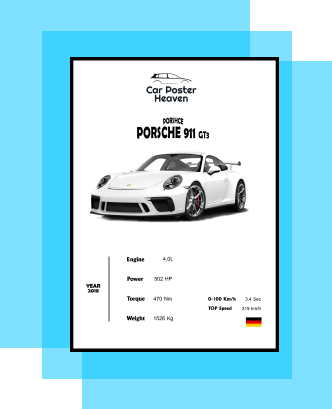 Car Poster
Heaven
PORSHCE
PORSCHE 911 GT3
Engine 4,0L
Power 502 HP
YEAR
2018
Torque 470 Nm
0-100 Km/h 3.4 Sec
TOP Speed 319 km/h
Weight 1526 Kg